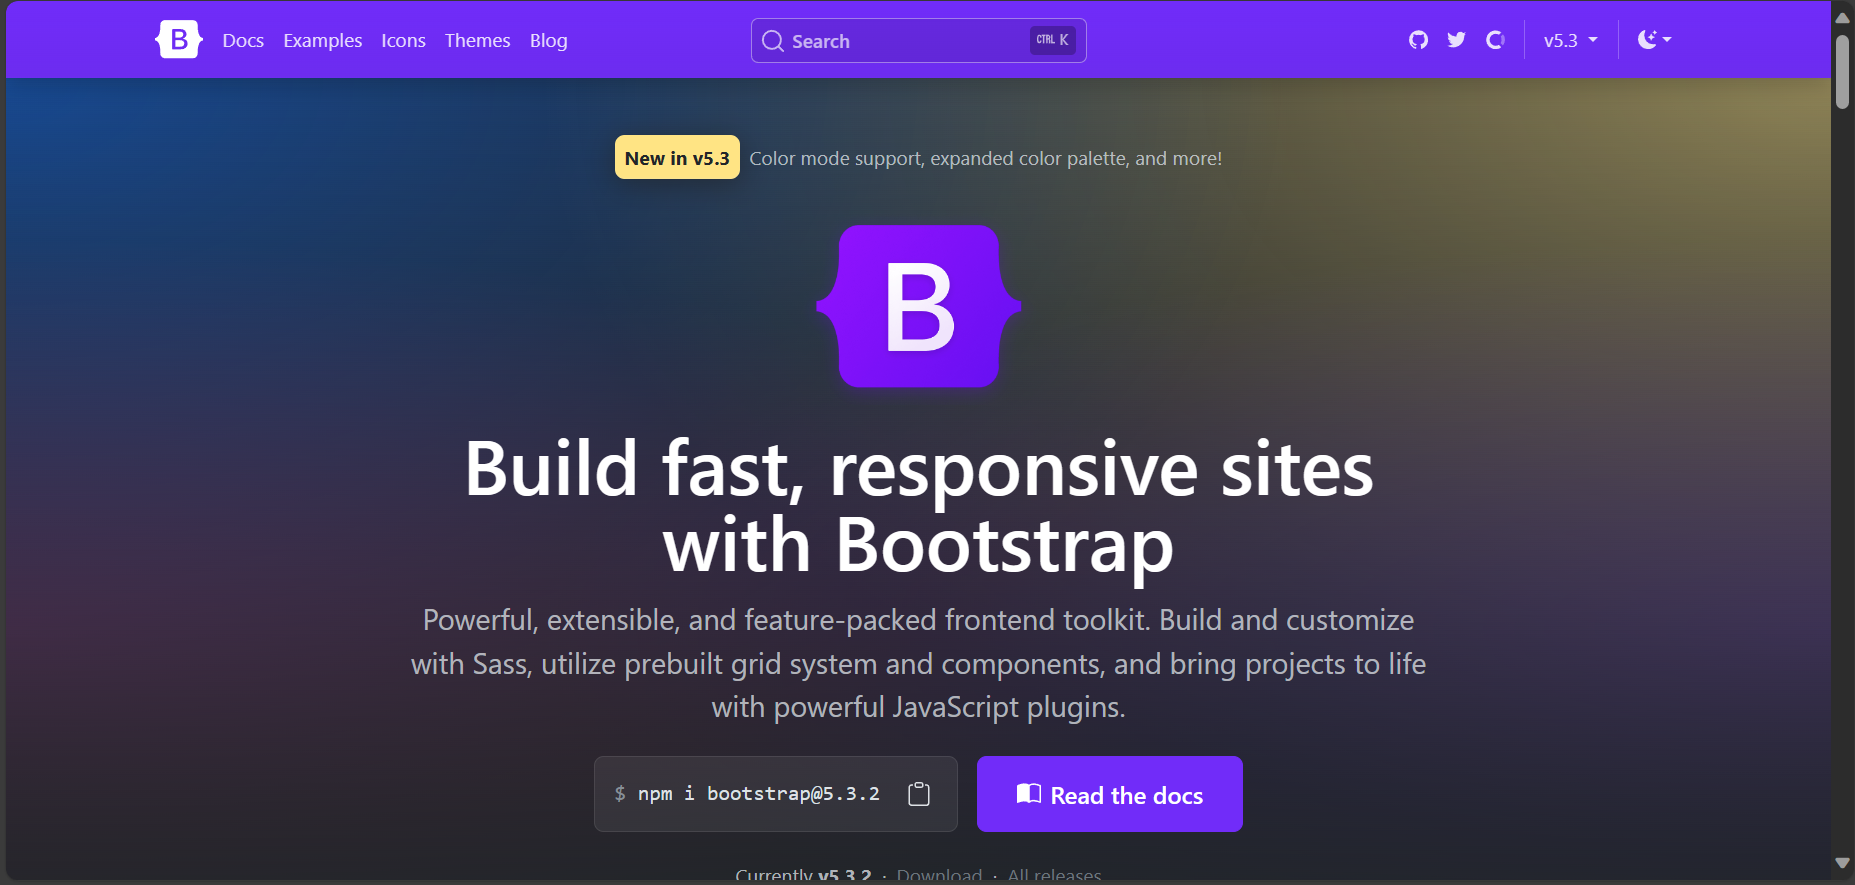 B Docs Examples Icons Themes Blog Search CTRL K v5.3
New in v5.3 Color mode support, expanded color palette, and more!
B
Build fast, responsive sites
with Bootstrap
Powerful, extensible, and feature-packed frontend toolkit. Build and customize
with Sass, utilize prebuilt grid system and components, and bring projects to life
with powerful JavaScript plugins.
$ npm i bootstrap@5.3.2 Read the docs
Currently v5.3.2 · Download · All releases